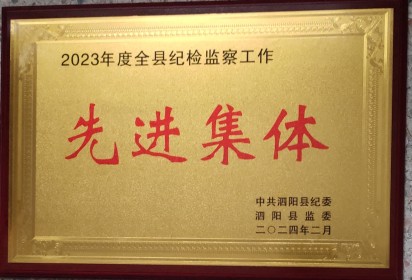 2023年度全县纪检监察工作
先进集体
中共泗阳县纪委
泗阳县监委
二〇二四年二月